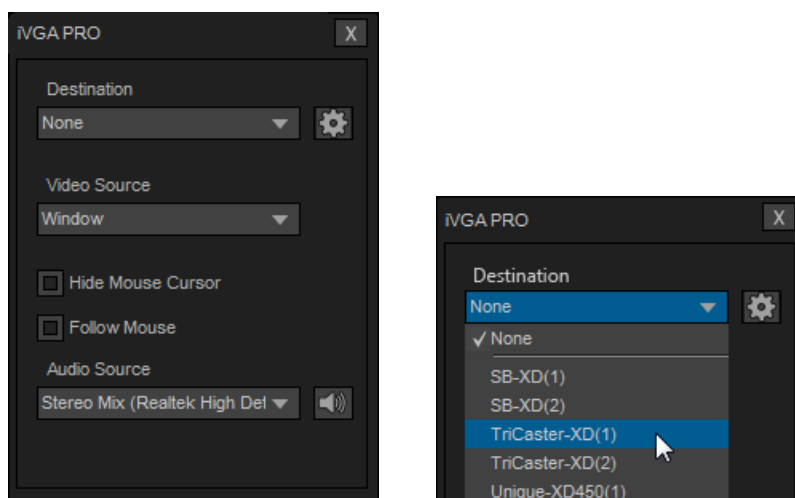 iVGA PRO
X
Destination
None
Video Source
Window
Hide Mouse Cursor
Follow Mouse
Audio Source
Stereo Mix (Realtek High Def
iVGA PRO
X
Destination
None
✓ None
SB-XD(1)
SB-XD(2)
TriCaster-XD(1)
TriCaster-XD(2)
Unique-XD450(1)